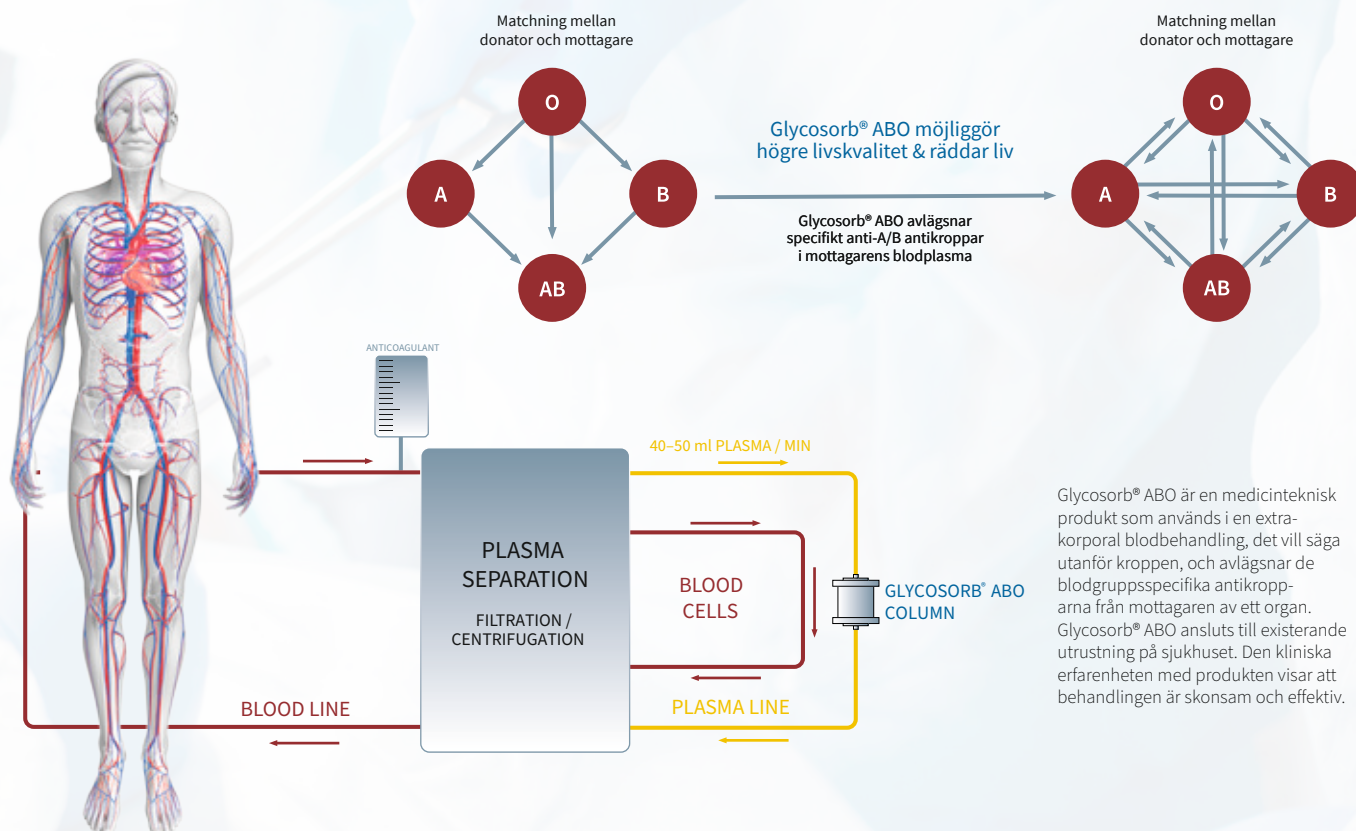 Matchning mellan
donator och mottagare
O
A
B
AB
Glycosorb® ABO möjliggör
högre livskvalitet & räddar liv
Glycosorb® ABO avlägsnar
specifikt anti-A/B antikroppar
i mottagarens blodplasma
Matchning mellan
donator och mottagare
O
A
B
AB
ANTICOAGULANT
PLASMA
SEPARATION
FILTRATION /
CENTRIFUGATION
40–50 ml PLASMA / MIN
BLOOD
CELLS
GLYCOSORB® ABO
COLUMN
BLOOD LINE
PLASMA LINE
Glycosorb® ABO är en medicinteknisk
produkt som används i en extra-
korporal blodbehandling, det vill säga
utanför kroppen, och avlägsnar de
blodgruppsspecifika antikropp-
arna från mottagaren av ett organ.
Glycosorb® ABO ansluts till existerande
utrustning på sjukhuset. Den kliniska
erfarenheten med produkten visar att
behandlingen är skonsam och effektiv.